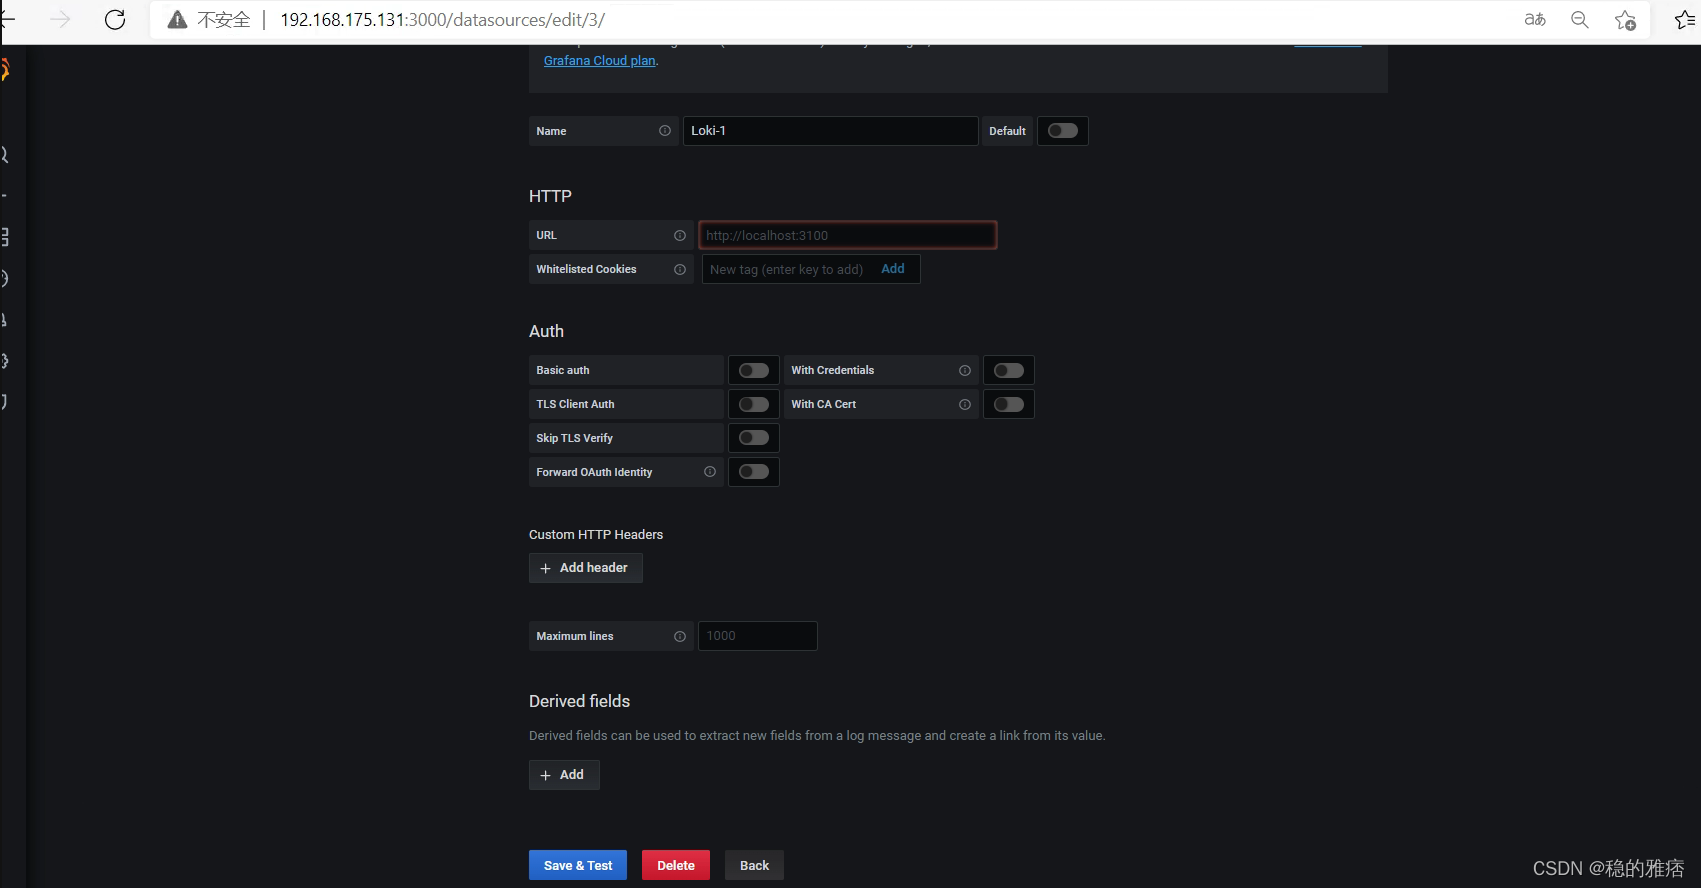 不安全 | 192.168.175.131:3000/datasources/edit/3/ aあ
Grafana Cloud plan.
Name Loki-1 Default
HTTP
URL http://localhost:3100
Whitelisted Cookies New tag (enter key to add) Add
Auth
Basic auth With Credentials
TLS Client Auth With CA Cert
Skip TLS Verify
Forward OAuth Identity
Custom HTTP Headers
+ Add header
Maximum lines 1000
Derived fields
Derived fields can be used to extract new fields from a log message and create a link from its value.
+ Add
Save & Test Delete Back
CSDN @稳的雅痞